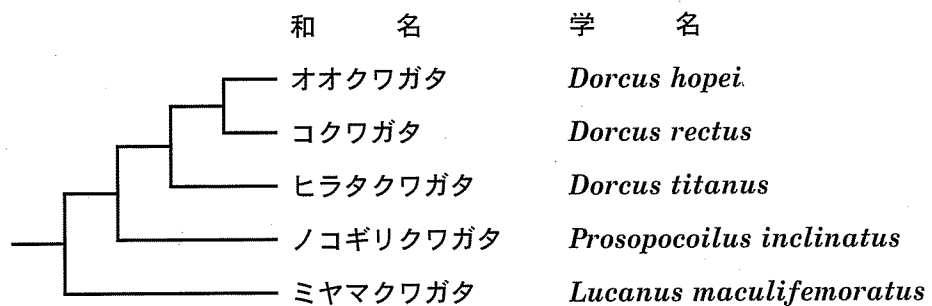 和　名　学　名
オオクワガタ　Dorcus hopei
コクワガタ　Dorcus rectus
ヒラタクワガタ　Dorcus titanus
ノコギリクワガタ　Prosopocoilus inclinatus
ミヤマクワガタ　Lucanus maculifemoratus